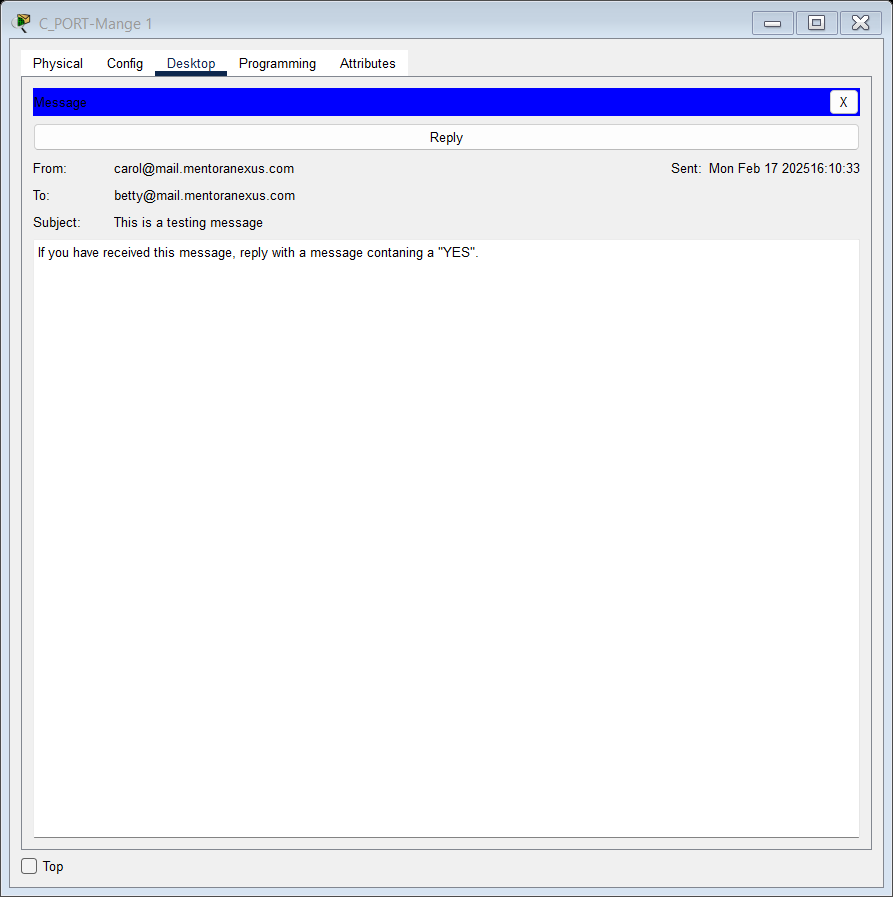 C_PORT-Mange 1
Physical Config Desktop Programming Attributes
Message X
Reply
From: carol@mail.mentoranexus.com Sent: Mon Feb 17 202516:10:33
To: betty@mail.mentoranexus.com
Subject: This is a testing message
If you have received this message, reply with a message contaning a "YES".
Top